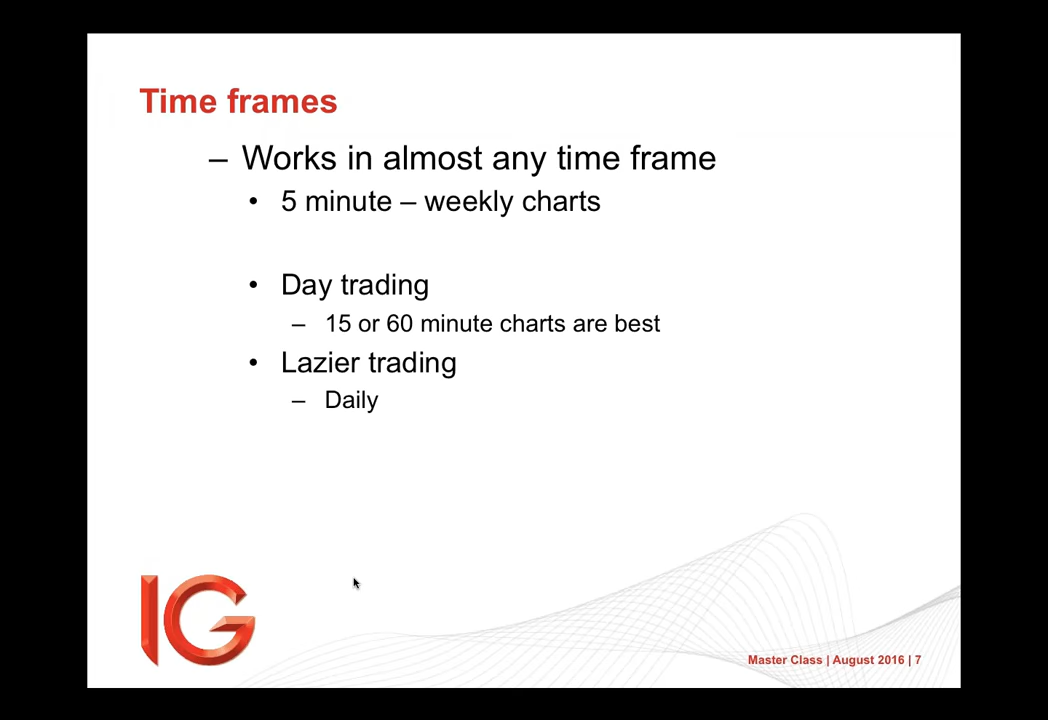 Time frames
– Works in almost any time frame
• 5 minute – weekly charts
• Day trading
– 15 or 60 minute charts are best
• Lazier trading
– Daily
IG
Master Class | August 2016 | 7